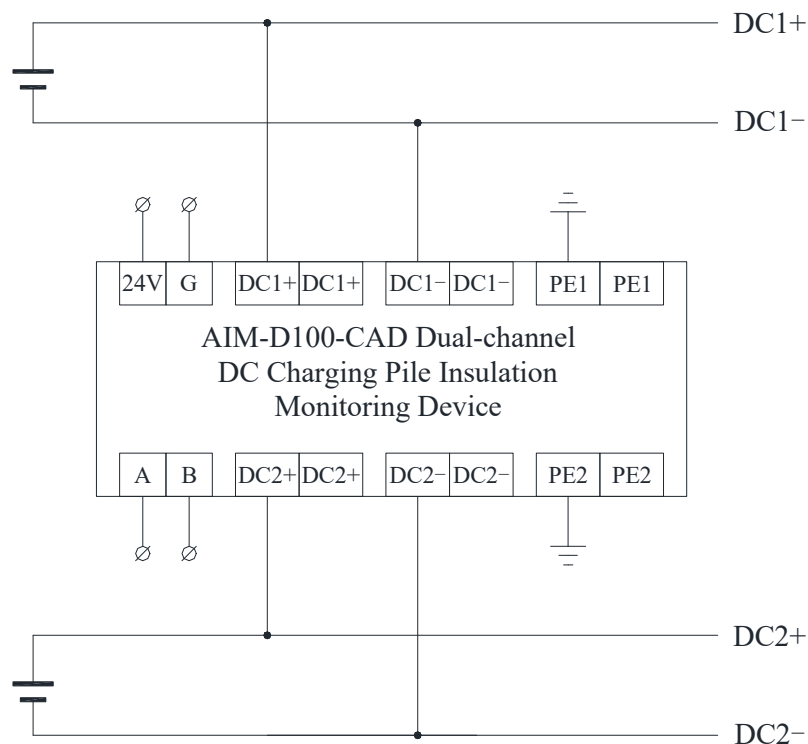 DC1+
DC1−
24V G DC1+ DC1+ DC1− DC1− PE1 PE1
AIM-D100-CAD Dual-channel
DC Charging Pile Insulation
Monitoring Device
A B DC2+ DC2+ DC2− DC2− PE2 PE2
DC2+
DC2−